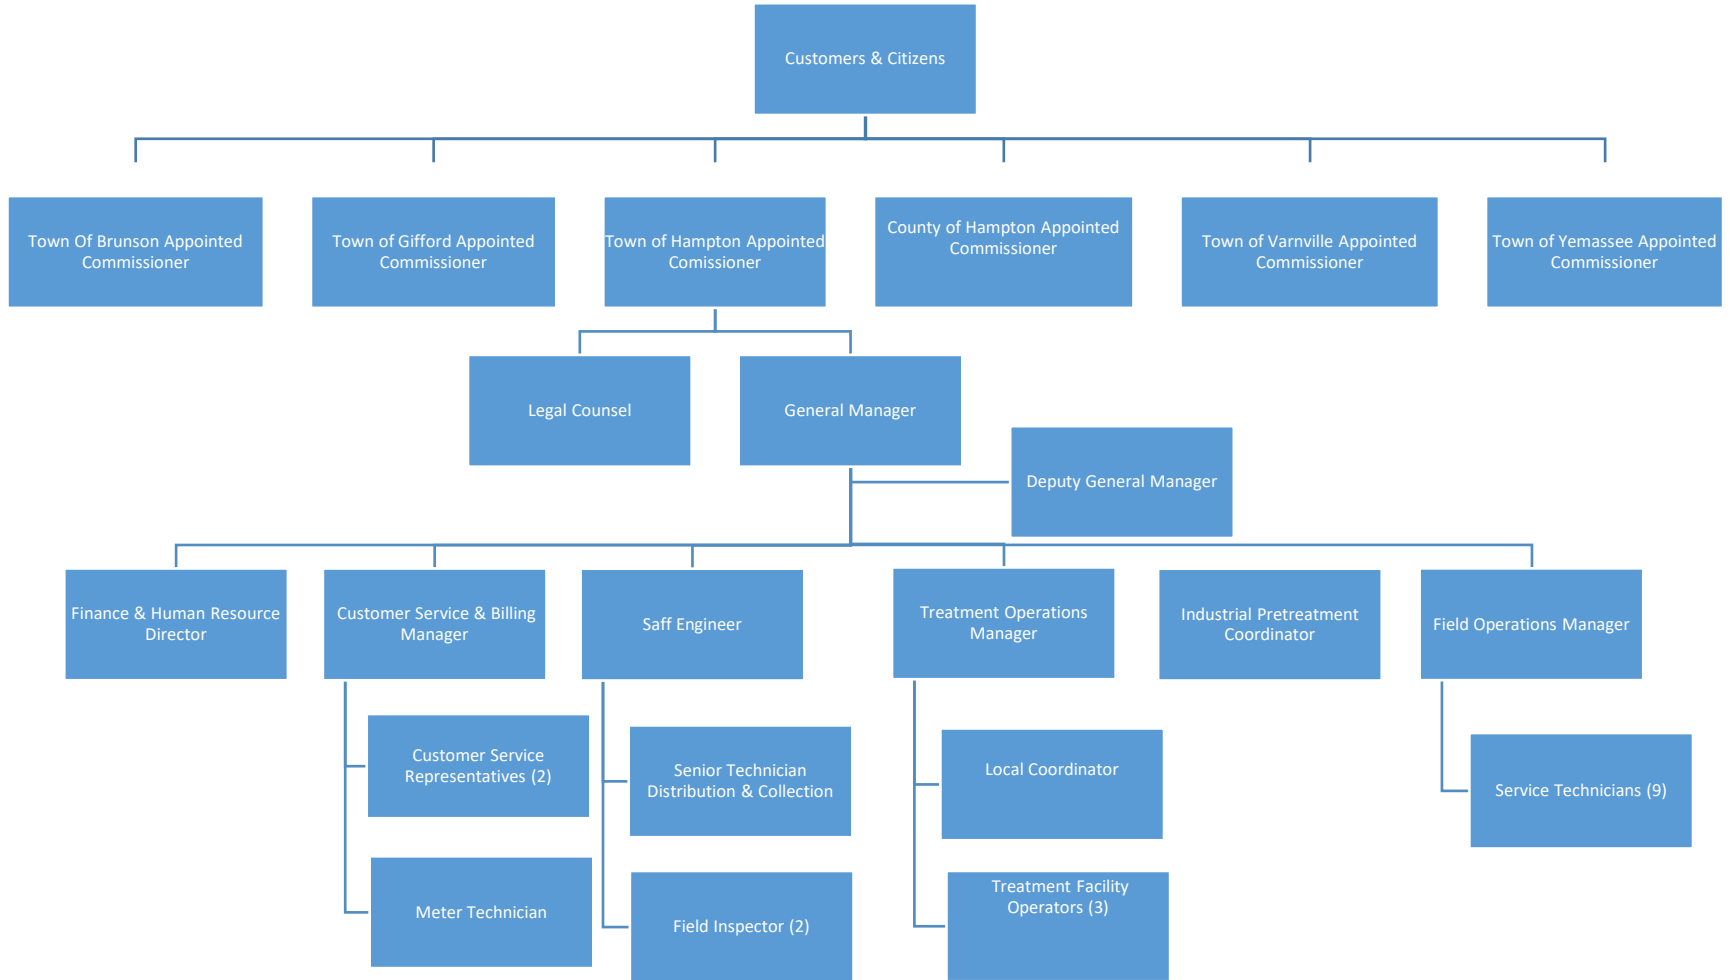 Customers & Citizens
Town Of Brunson Appointed
Commissioner
Town of Gifford Appointed
Commissioner
Town of Hampton Appointed
Comissioner
County of Hampton Appointed
Commissioner
Town of Varnville Appointed
Commissioner
Town of Yemassee Appointed
Commissioner
Legal Counsel
General Manager
Deputy General Manager
Finance & Human Resource
Director
Customer Service & Billing
Manager
Saff Engineer
Treatment Operations
Manager
Industrial Pretreatment
Coordinator
Field Operations Manager
Customer Service
Representatives (2)
Senior Technician
Distribution & Collection
Local Coordinator
Service Technicians (9)
Meter Technician
Field Inspector (2)
Treatment Facility
Operators (3)